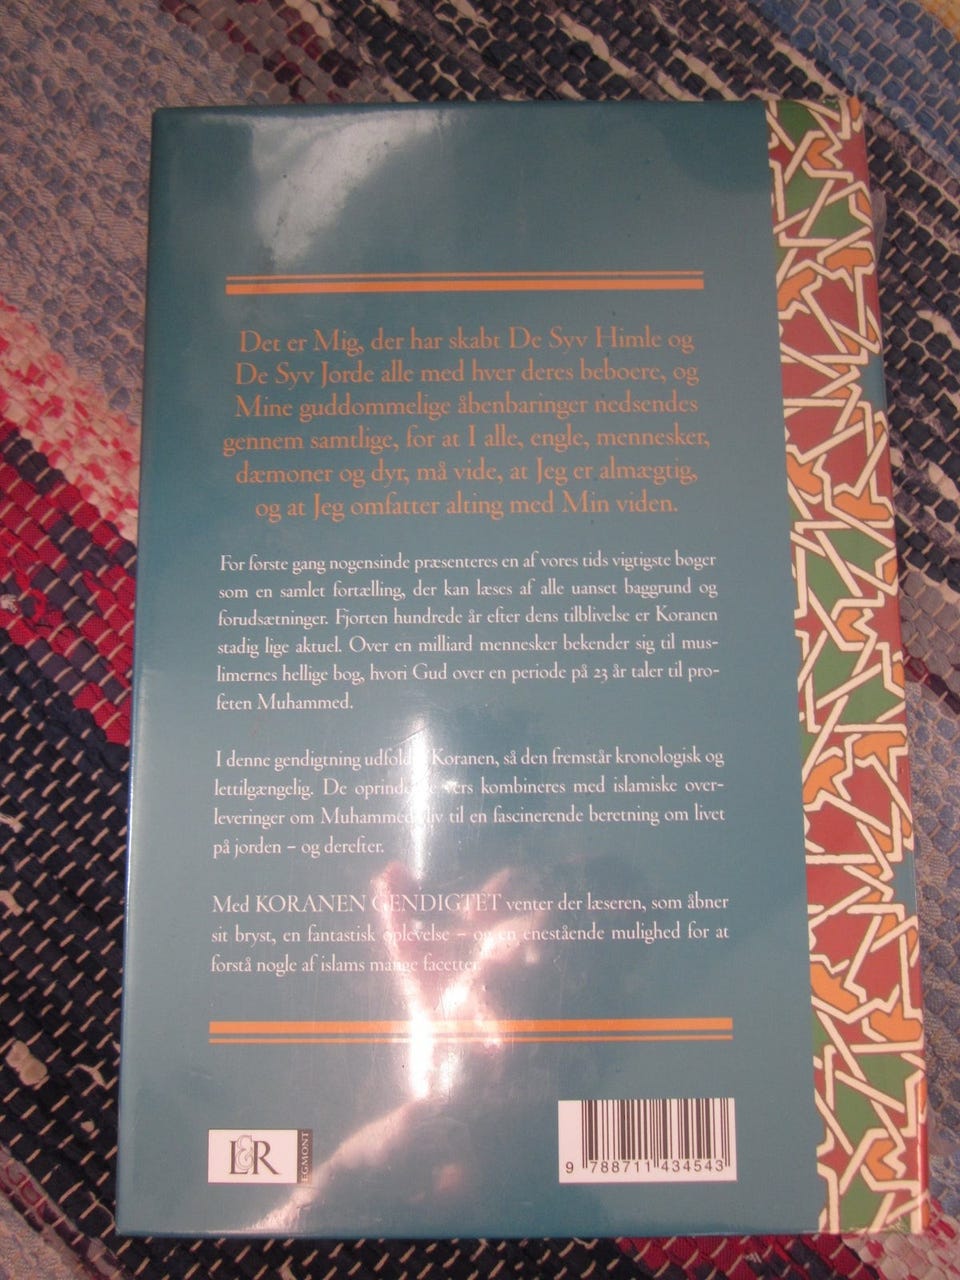 Det er Mig, der har skabt De Syv Himle og
De Syv Jorde alle med hver deres beboere, og
Mine guddommelige åbenbaringer nedsendes
gennem samtlige, for at I alle, engle, mennesker,
dæmoner og dyr, må vide, at Jeg er almægtig,
og at Jeg omfatter alting med Min viden.
For første gang nogensinde præsenteres en af vores tids vigtigste bøger
som en samlet fortælling, der kan læses af alle uanset baggrund og
forudsætninger. Fjorten hundrede år efter dens tilblivelse er Koranen
stadig lige aktuel. Over en milliard mennesker bekender sig til mus-
limernes hellige bog, hvori Gud over en periode på 23 år taler til pro-
feten Muhammed.
I denne gendigtning udfoldes Koranen, så den fremstår kronologisk og
lettilgængelig. De oprindelige vers kombineres med islamiske over-
leveringer om Muhammeds liv til en fascinerende beretning om livet
på jorden – og derefter.
Med KORANEN GENDIGTET venter der læseren, som åbner
sit bryst, en fantastisk oplevelse – og en enestående mulighed for at
forstå nogle af islams mange facetter.
L&R EGMONT
9 788711 434543